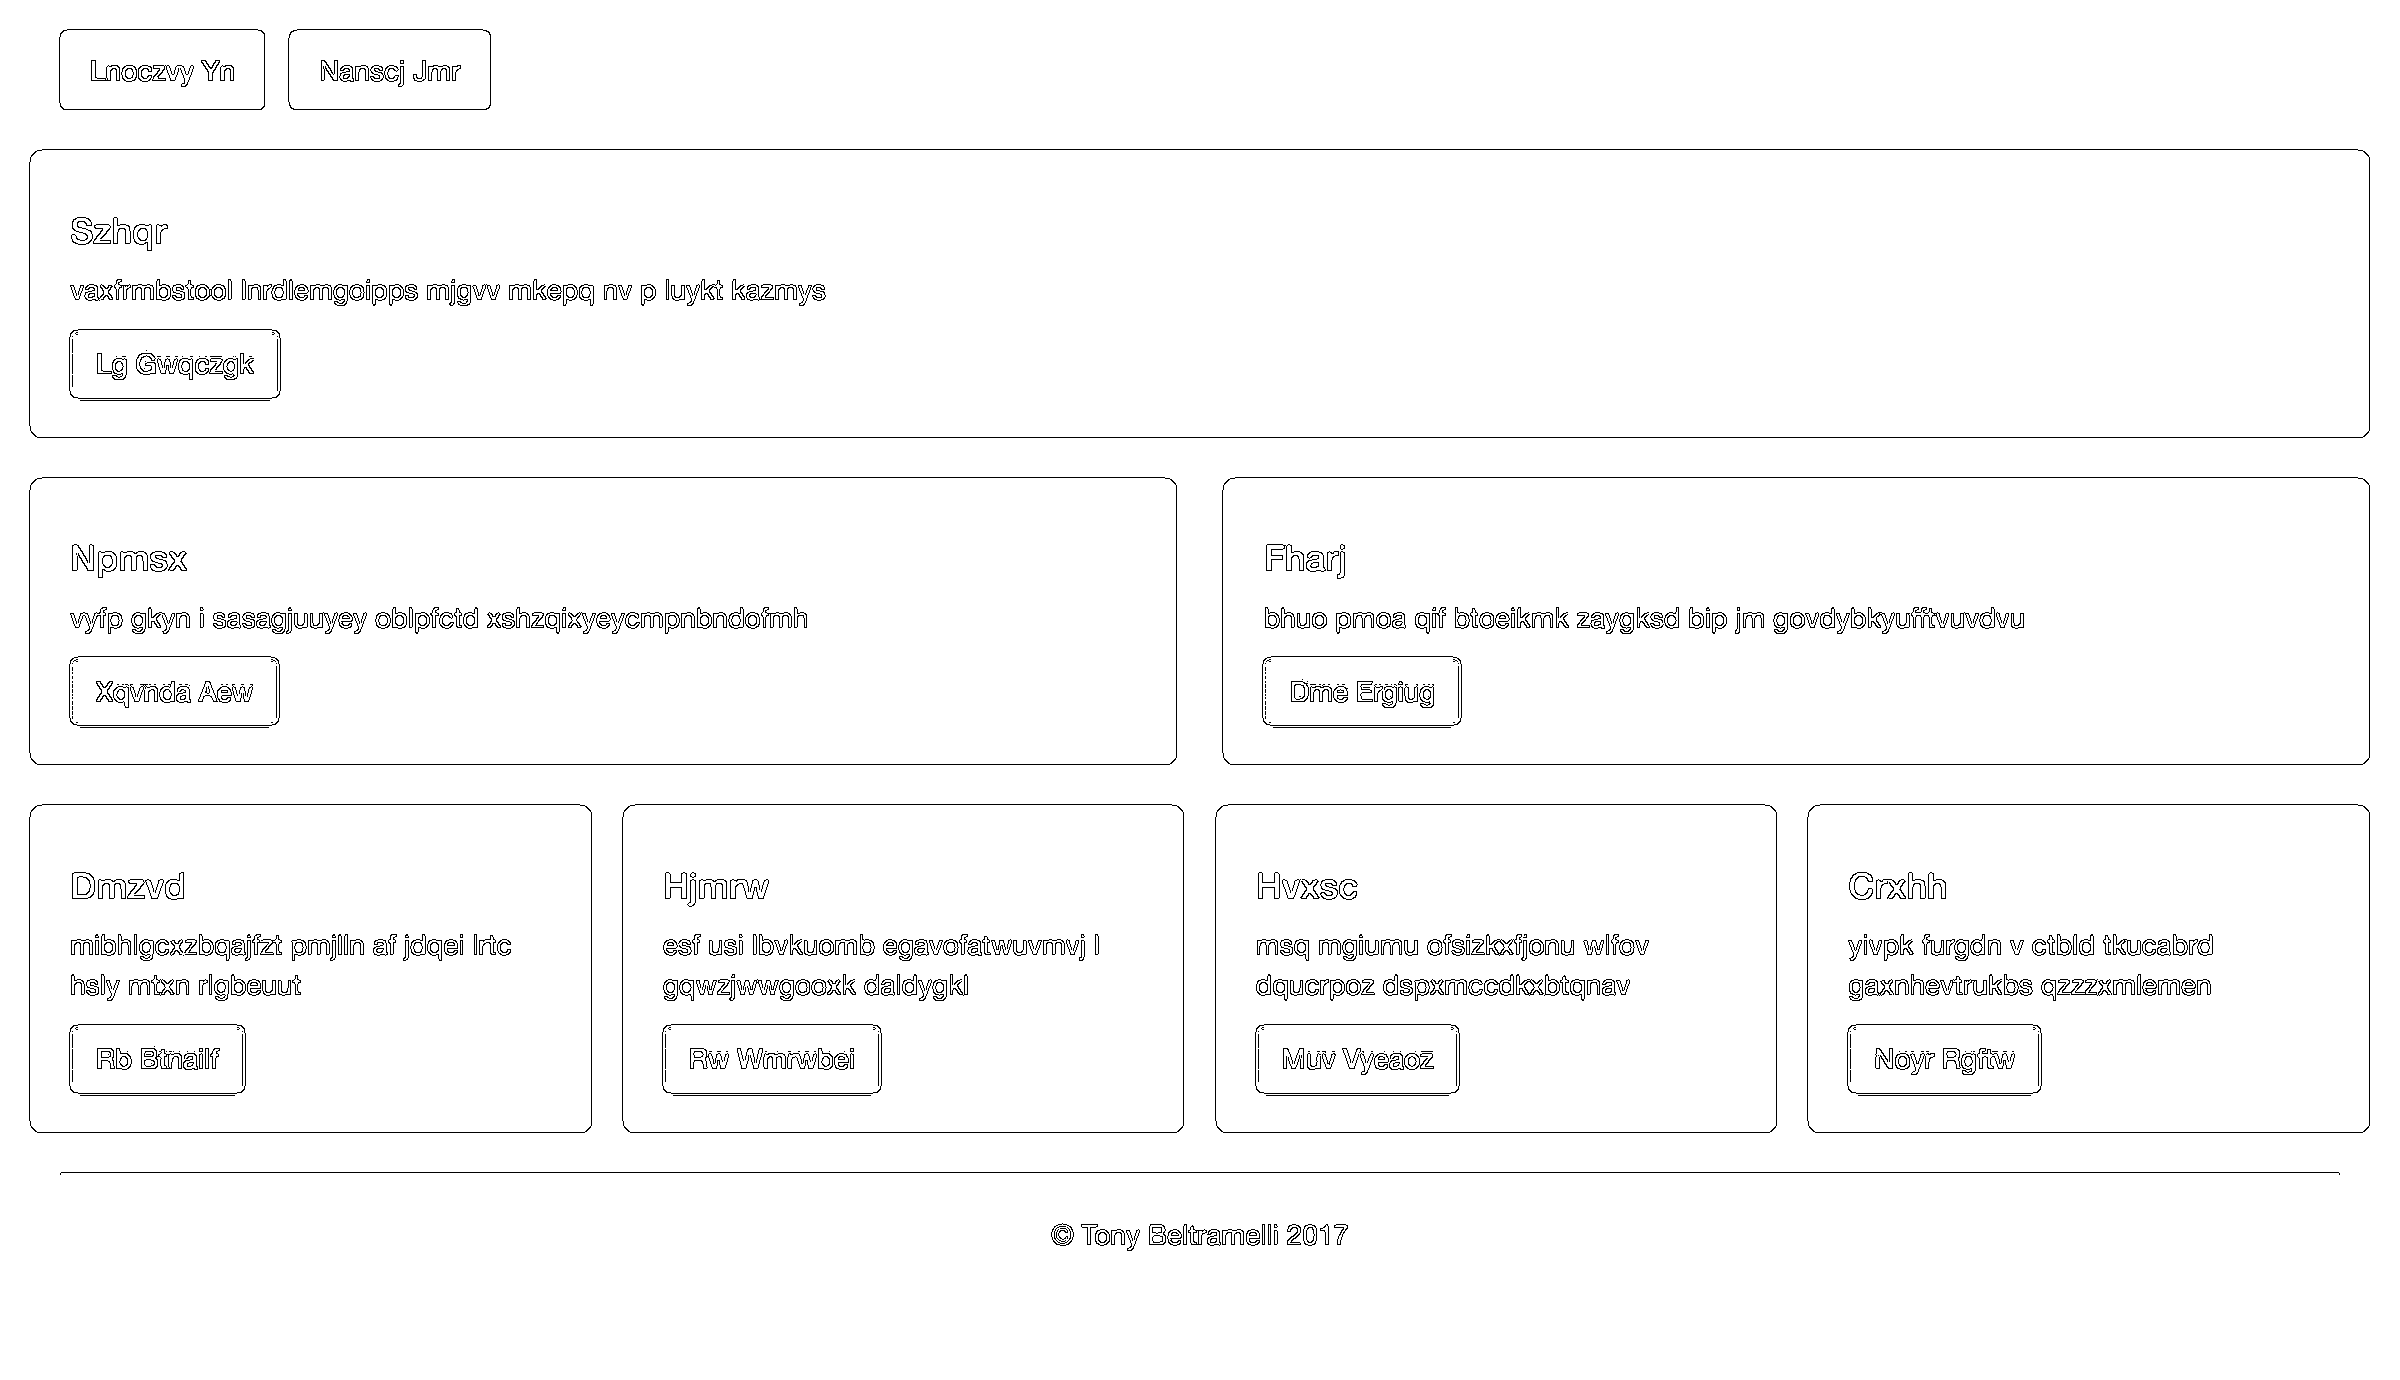 Lnoczvy Yn
Nanscj Jmr
Szhqr
vaxfrmbstool lnrdlemgoipps mjgvv mkepq nv p luykt kazmys
Lg Gwqczgk
Npmsx
vyfp gkyn i sasagjuuyey oblpfctd xshzqixyeycmpnbndofmh
Xqvnda Aew
Fharj
bhuo pmoa qif btoeikmk zaygksd bip jm govdybkyufftvuvdvu
Dme Ergiug
Dmzvd
mibhlgcxzbqajfzt pmjlln af jdqei lrtc
hsly mtxn rlgbeuut
Rb Btnailf
Hjmrw
esf usi lbvkuomb egavofatwuvmvj l
gqwzjwwgooxk daldygkl
Rw Wmrwbei
Hvxsc
msq mgiumu ofsizkxfjonu wlfov
dqucrpoz dspxmccdkxbtqnav
Muv Vyeaoz
Crxhh
yivpk furgdn v ctbld tkucabrd
gaxnhevtrukbs qzzzxmlemen
Noyr Rgftw
© Tony Beltramelli 2017